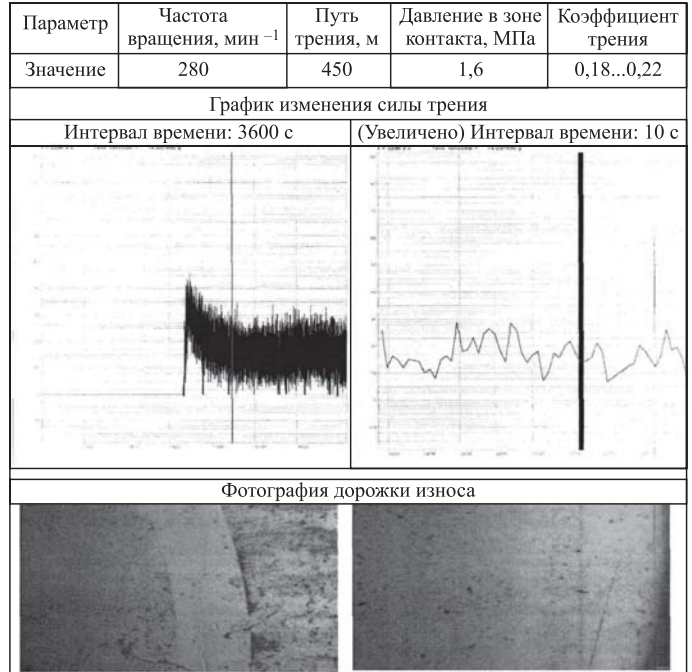 Параметр
Частота
вращения, мин –1
Путь
трения, м
Давление в зоне
контакта, МПа
Коэффициент
трения
Значение
280
450
1,6
0,18...0,22
График изменения силы трения
Интервал времени: 3600 с
(Увеличено) Интервал времени: 10 с
Фотография дорожки износа